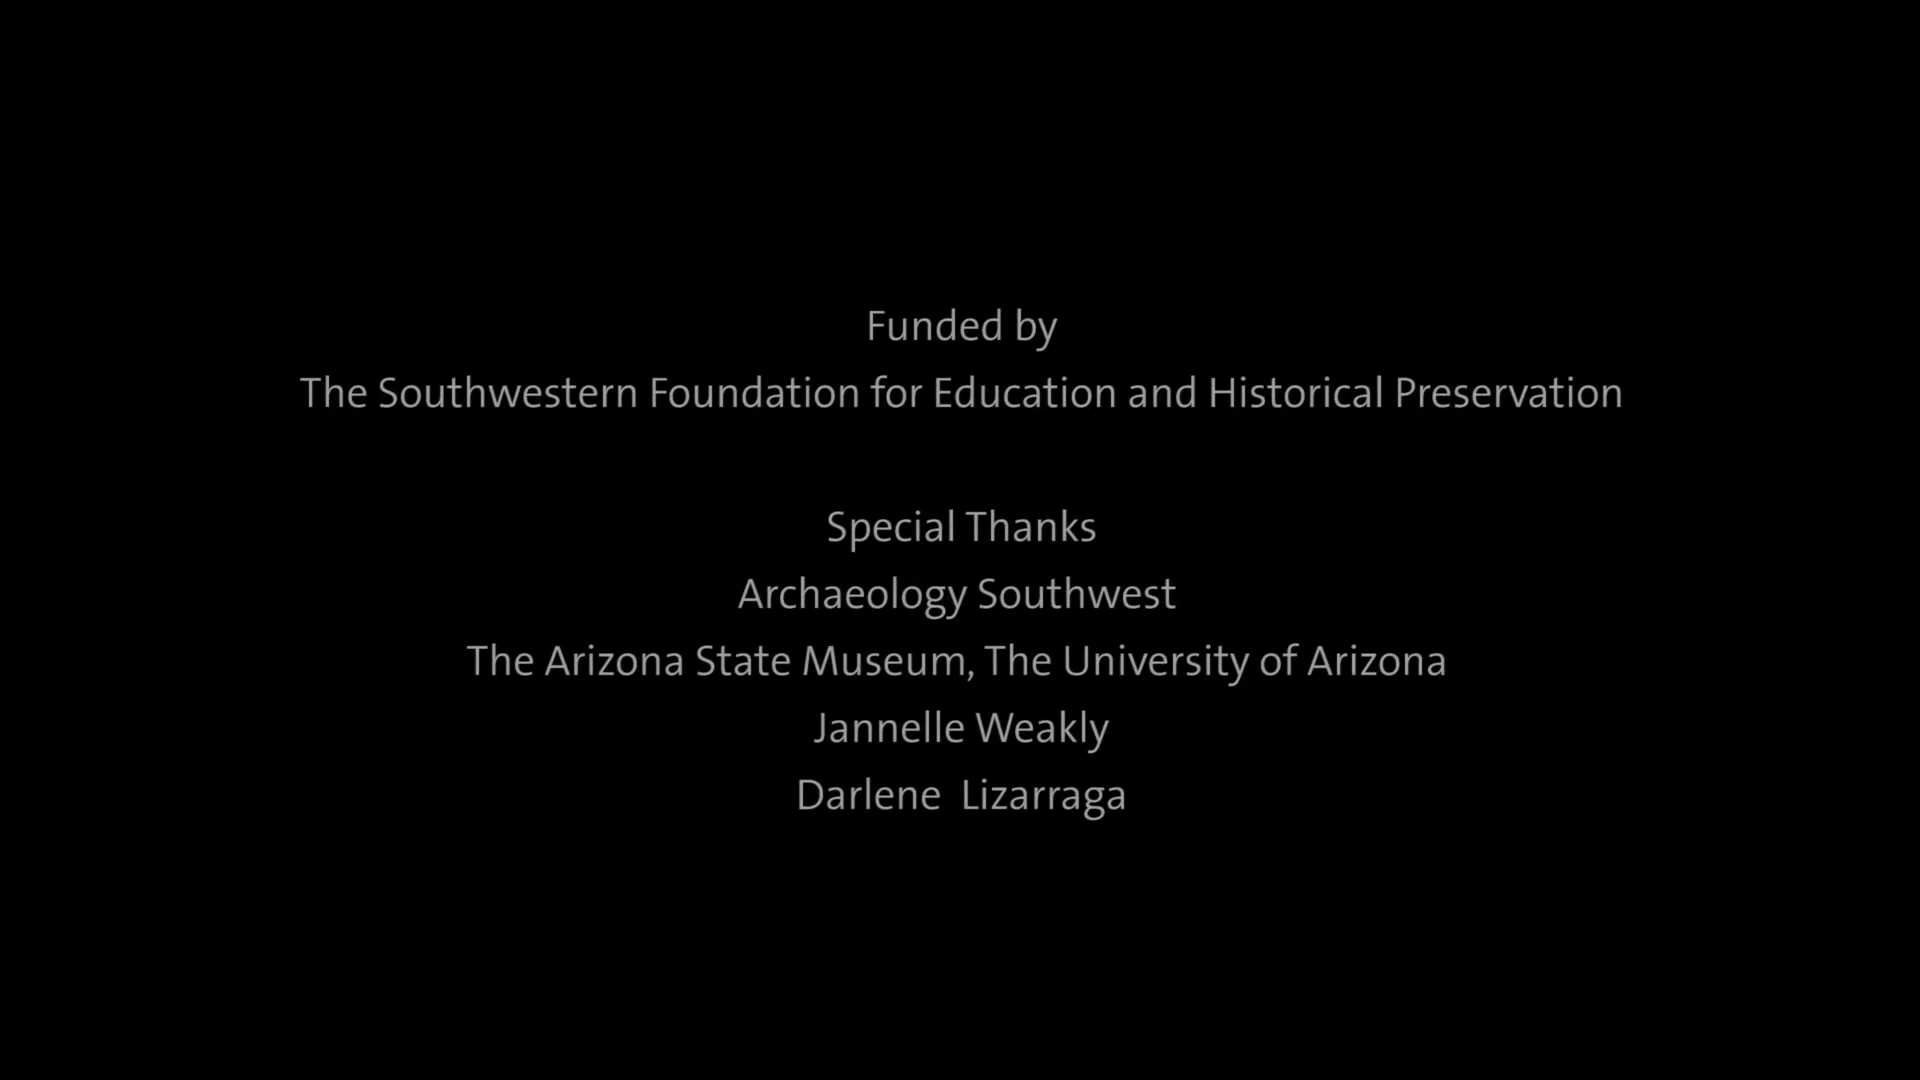 Funded by
The Southwestern Foundation for Education and Historical Preservation
Special Thanks
Archaeology Southwest
The Arizona State Museum, The University of Arizona
Jannelle Weakly
Darlene  Lizarraga